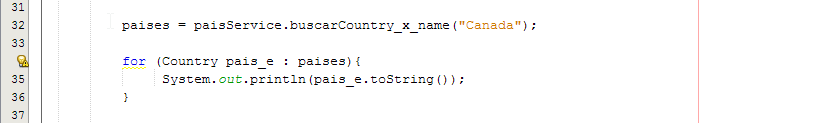 31
32 paises = paisService.buscarCountry_x_name("Canada");
33
for (Country pais_e : paises){
35 System.out.println(pais_e.toString());
36 }
37